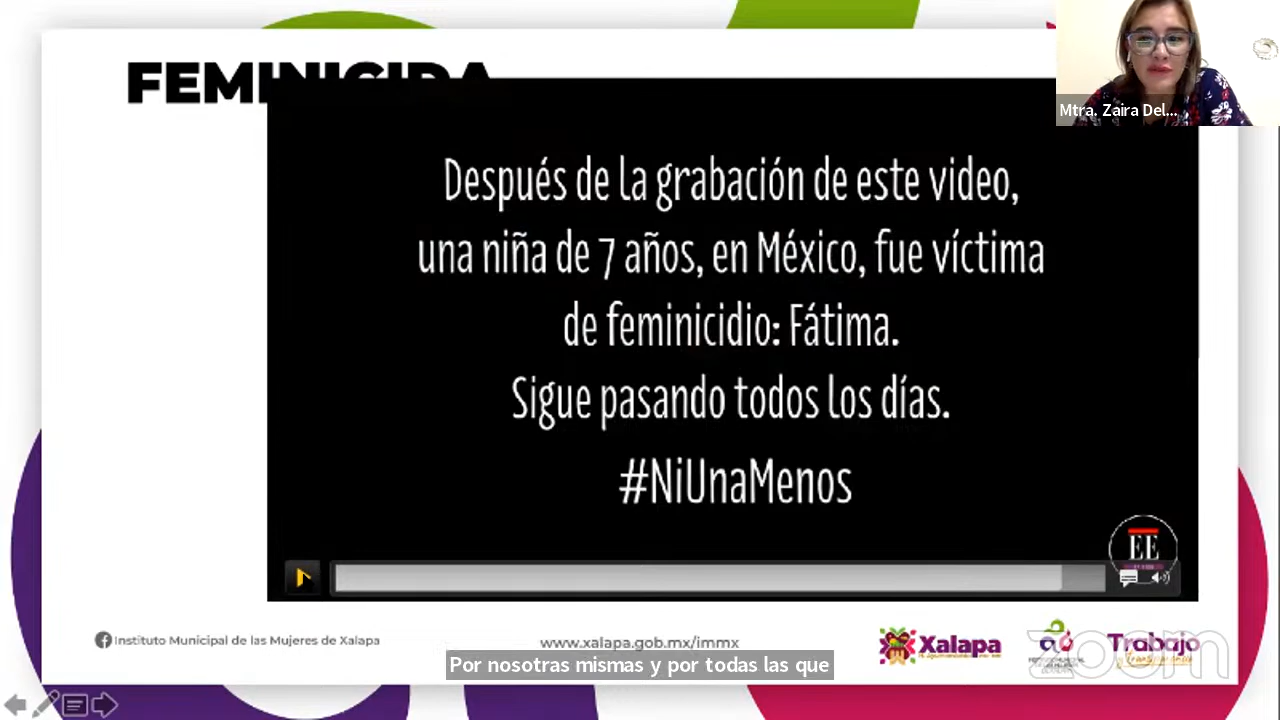 FEMINICIDA
Mtra. Zaira Del...
Después de la grabación de este video,
una niña de 7 años, en México, fue víctima
de feminicidio: Fátima.
Sigue pasando todos los días.
#NiUnaMenos
EE
Instituto Municipal de las Mujeres de Xalapa
www.xalapa.gob.mx/immx
Xalapa
Trabajo
zoom
Por nosotras mismas y por todas las que